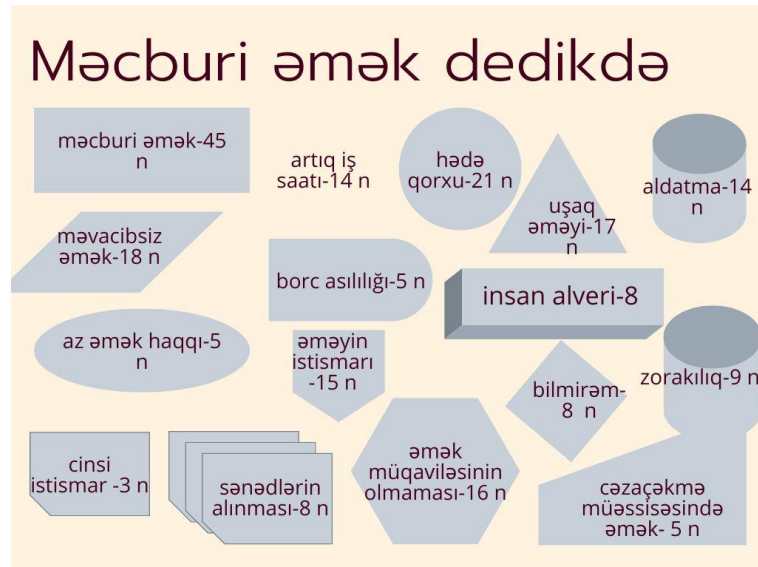 Məcburi əmək dedikdə
məcburi əmək-45
n
artıq iş
saatı-14 n
hədə
qorxu-21 n
uşaq
əməyi-17
n
aldatma-14
n
məvacibsiz
əmək-18 n
borc asılılığı-5 n
insan alveri-8
az əmək haqqı-5
n
əməyin
istismarı
-15 n
bilmirəm-
8 n
zorakılıq-9 n
cinsi
istismar -3 n
sənədlərin
alınması-8 n
əmək
müqaviləsinin
olmaması-16 n
cəzaçəkmə
müəssisəsində
əmək- 5 n